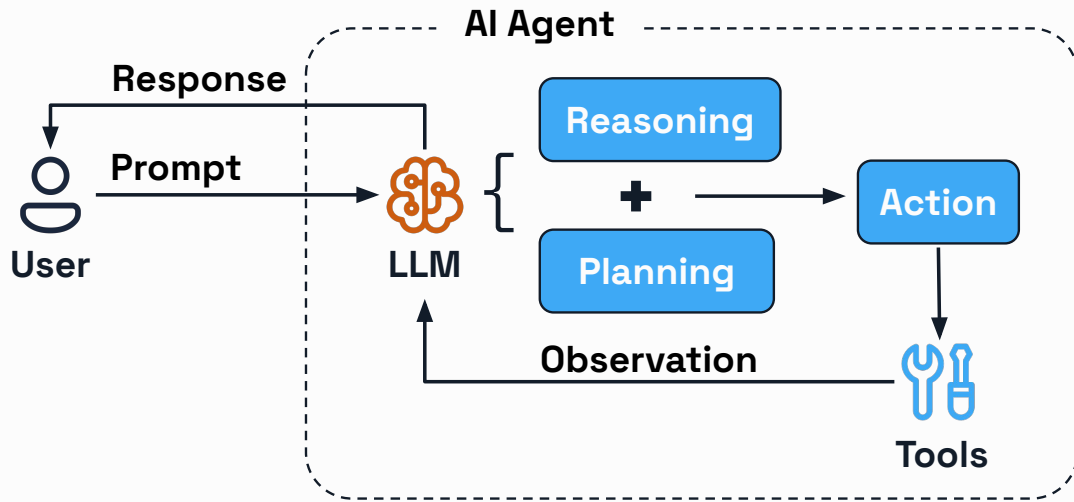 AI Agent
Response
Reasoning
Prompt
Action
User
LLM
Planning
Observation
Tools